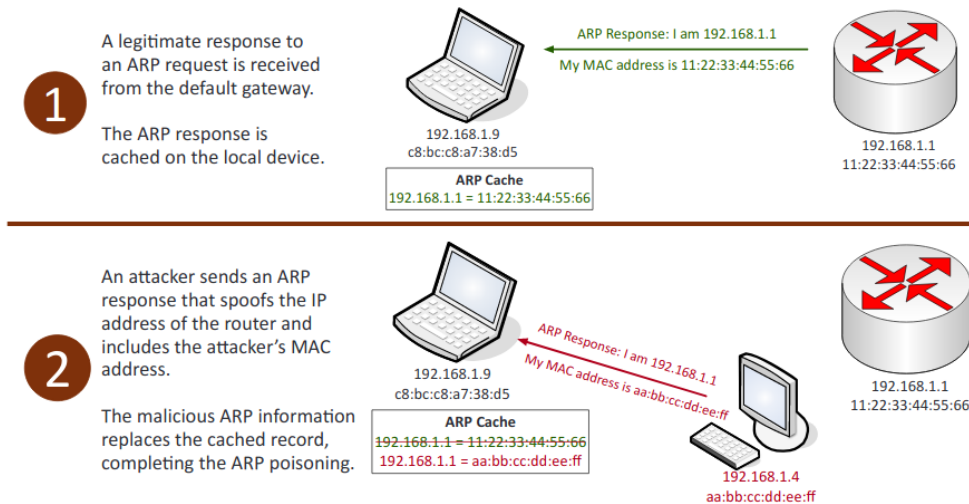 1
A legitimate response to
an ARP request is received
from the default gateway.
The ARP response is
cached on the local device.
ARP Response: I am 192.168.1.1
My MAC address is 11:22:33:44:55:66
192.168.1.9
c8:bc:c8:a7:38:d5
ARP Cache
192.168.1.1 = 11:22:33:44:55:66
192.168.1.1
11:22:33:44:55:66
2
An attacker sends an ARP
response that spoofs the IP
address of the router and
includes the attacker’s MAC
address.
The malicious ARP information
replaces the cached record,
completing the ARP poisoning.
ARP Response: I am 192.168.1.1
My MAC address is aa:bb:cc:dd:ee:ff
192.168.1.9
c8:bc:c8:a7:38:d5
ARP Cache
192.168.1.1 = 11:22:33:44:55:66
192.168.1.1 = aa:bb:cc:dd:ee:ff
192.168.1.4
aa:bb:cc:dd:ee:ff
192.168.1.1
11:22:33:44:55:66